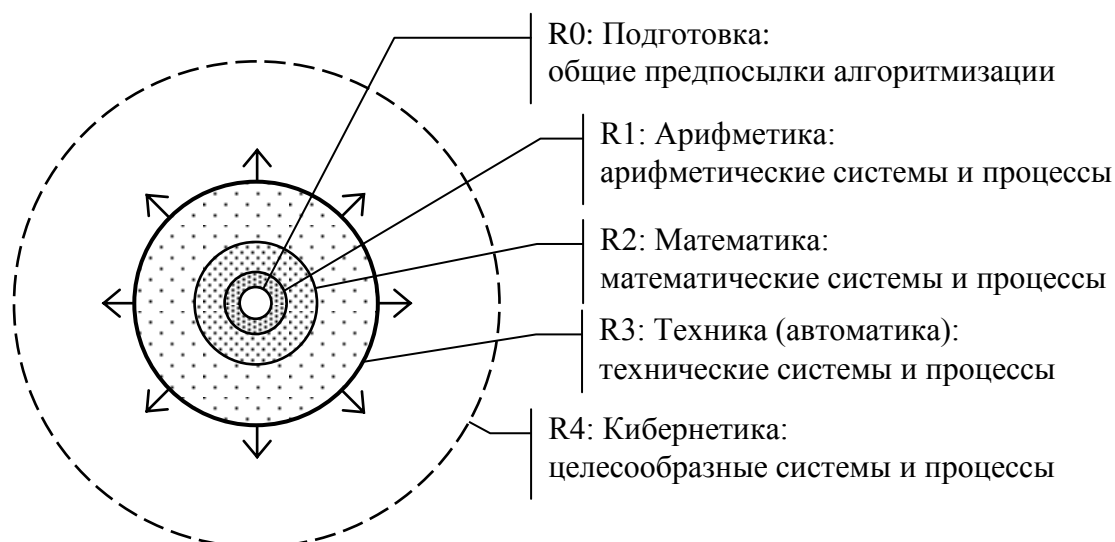 R0: Подготовка:
общие предпосылки алгоритмизации
R1: Арифметика:
арифметические системы и процессы
R2: Математика:
математические системы и процессы
R3: Техника (автоматика):
технические системы и процессы
R4: Кибернетика:
целесообразные системы и процессы